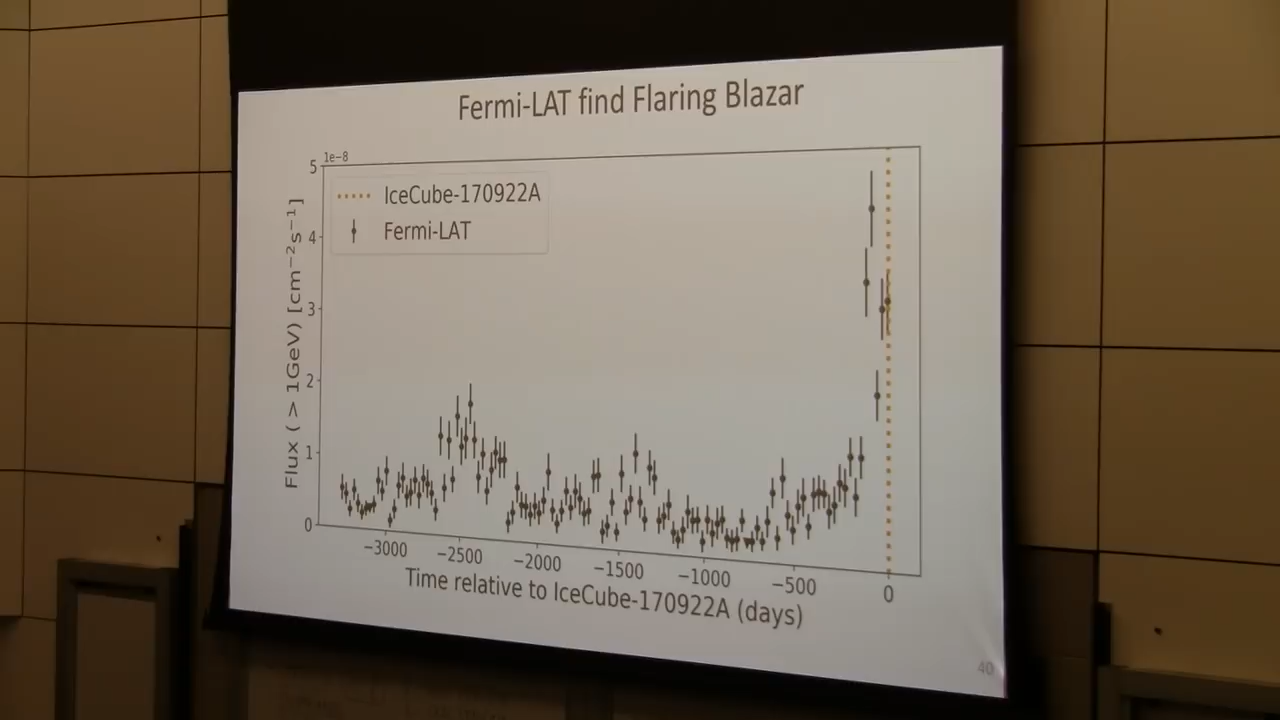 Fermi-LAT find Flaring Blazar
1e-8
5
4
3
2
1
0
Flux ( > 1GeV) [cm⁻²s⁻¹]
IceCube-170922A
Fermi-LAT
−3000 −2500 −2000 −1500 −1000 −500 0
Time relative to IceCube-170922A (days)
40